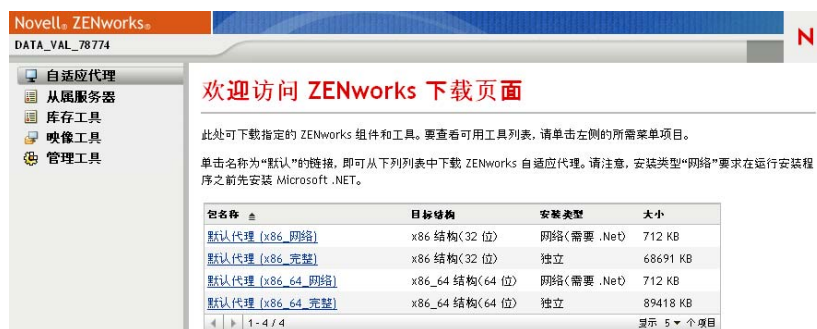 Novell® ZENworks®
DATA_VAL_78774
N
自适应代理
从属服务器
库存工具
映像工具
管理工具
欢迎访问 ZENworks 下载页面
此处可下载指定的 ZENworks 组件和工具。要查看可用工具列表，请单击左侧的所需菜单项目。
单击名称为“默认”的链接，即可从下列列表中下载 ZENworks 自适应代理。请注意，安装类型“网络”要求在运行安装程
序之前先安装 Microsoft .NET。
包名称 目标结构 安装类型 大小
默认代理 (x86_网络) x86 结构(32 位) 网络(需要 .Net) 712 KB
默认代理 (x86_完整) x86 结构(32 位) 独立 68691 KB
默认代理 (x86_64_网络) x86_64 结构(64 位) 网络(需要 .Net) 712 KB
默认代理 (x86_64_完整) x86_64 结构(64 位) 独立 89418 KB
1 - 4 / 4 显示 5 个项目